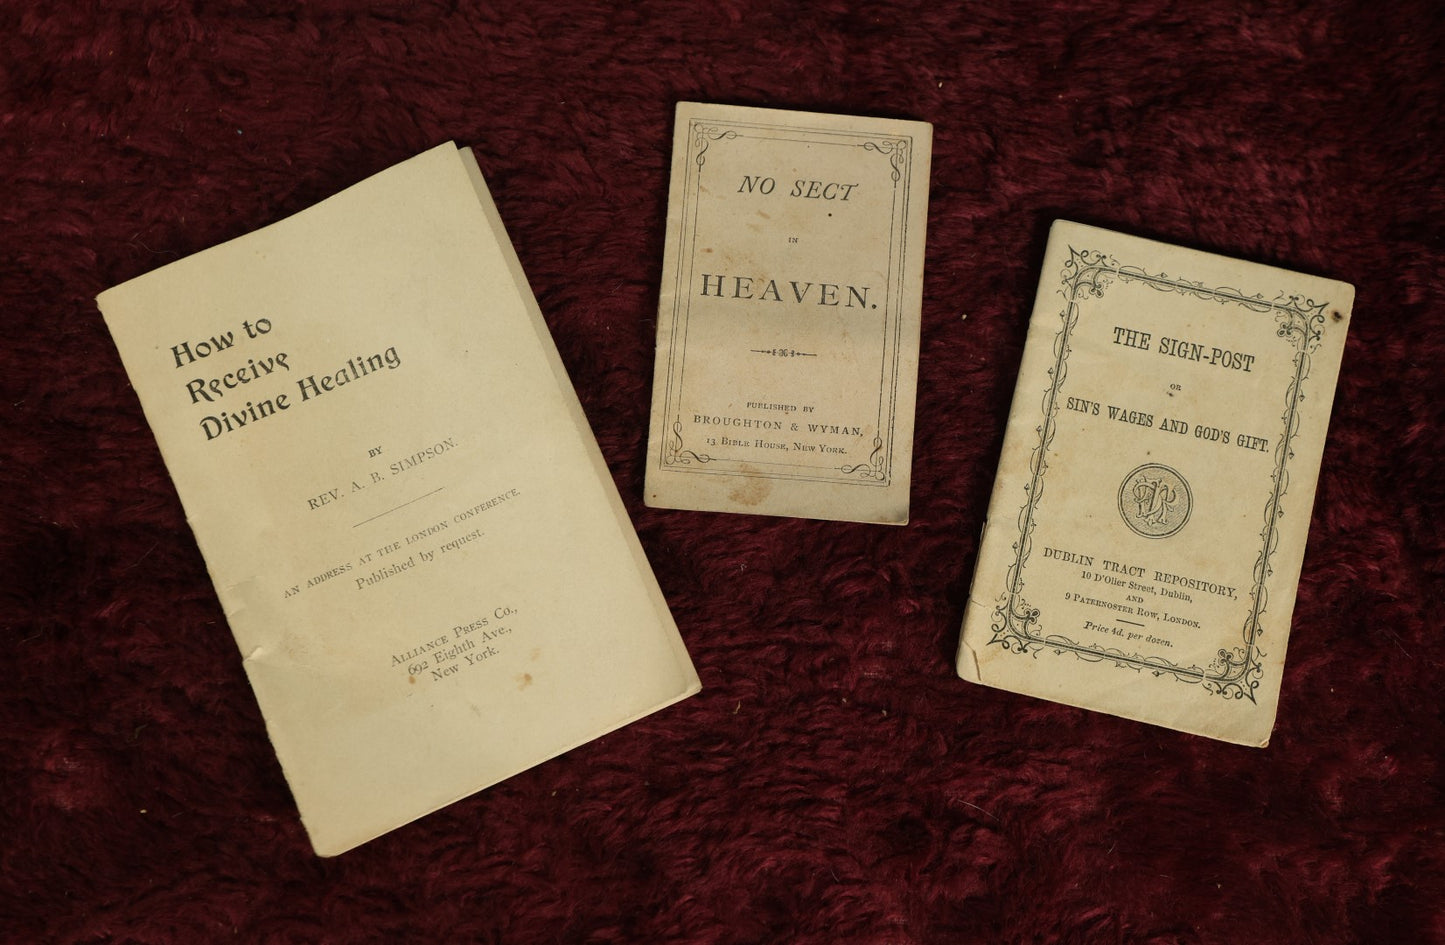 How to
Receive
Divine Healing
BY
REV. A. B. SIMPSON.
AN ADDRESS AT THE LONDON CONFERENCE.
Published by request.
ALLIANCE PRESS CO.,
692 Eighth Ave.,
New York.
NO SECT
IN
HEAVEN.
PUBLISHED BY
BROUGHTON & WYMAN,
13 BIBLE HOUSE, NEW YORK.
THE SIGN-POST
OR
SIN'S WAGES AND GOD'S GIFT.
DUBLIN TRACT REPOSITORY,
10 D'Olier Street, Dublin,
AND
9 PATERNOSTER ROW, LONDON.
Price 4d. per dozen.